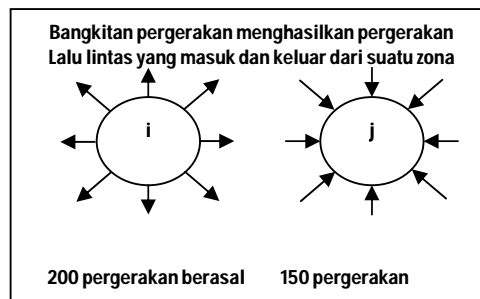 Bangkitan pergerakan menghasilkan pergerakan
Lalu lintas yang masuk dan keluar dari suatu zona
i
j
200 pergerakan berasal
150 pergerakan